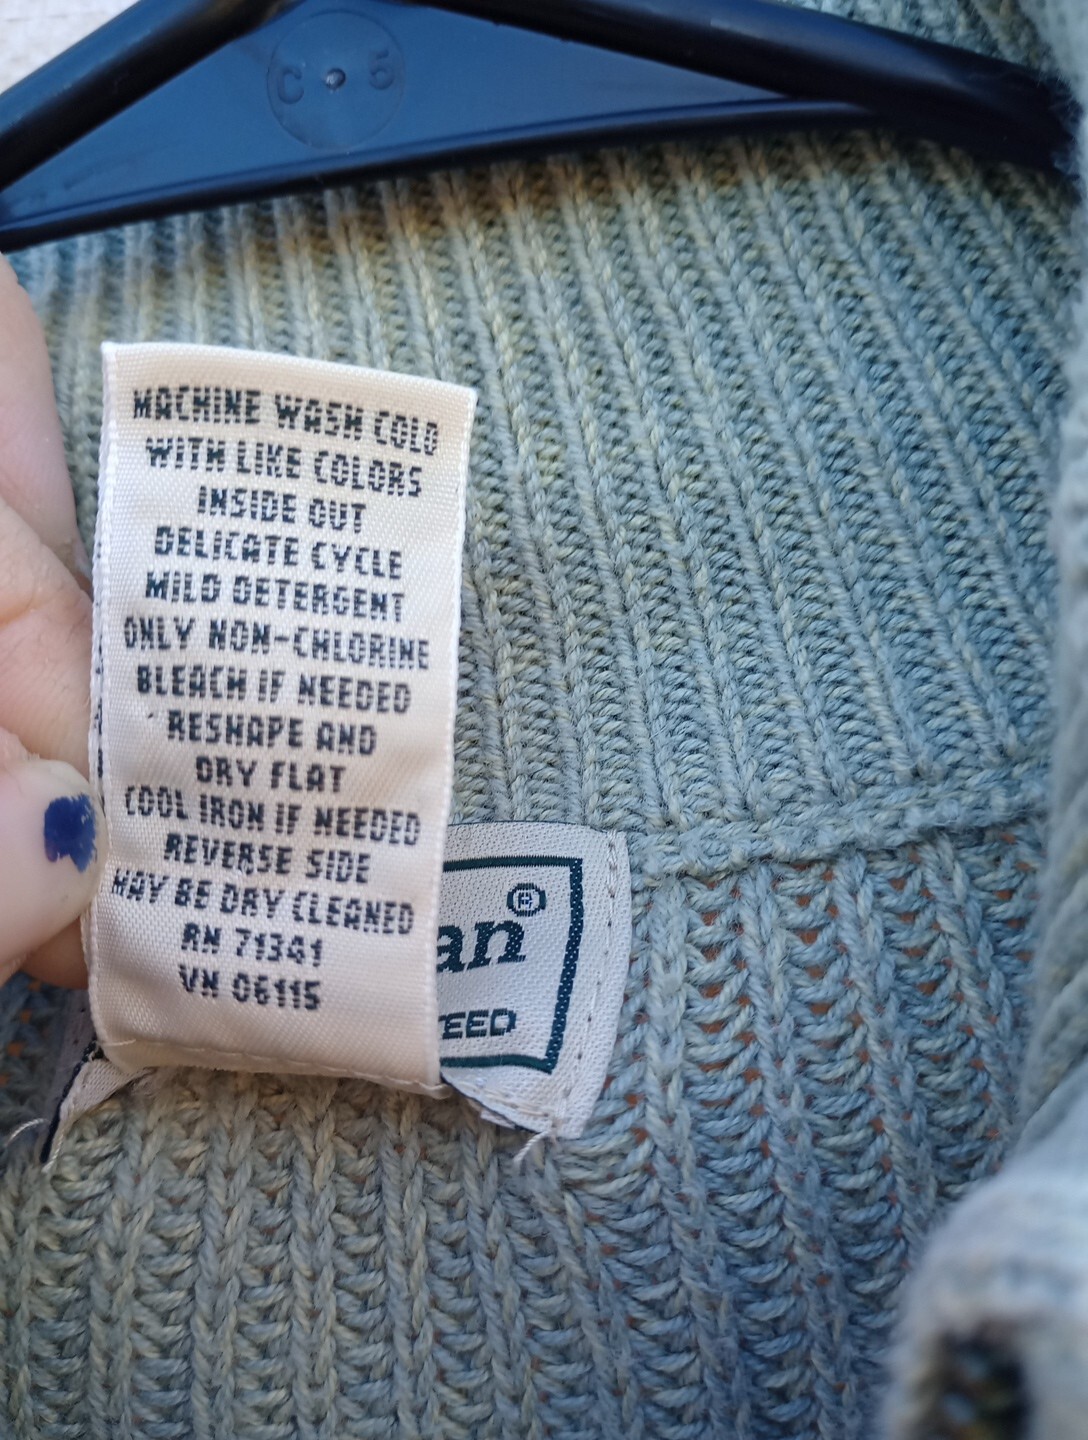 C 5
MACHINE WASH COLD
WITH LIKE COLORS
INSIDE OUT
DELICATE CYCLE
MILD DETERGENT
ONLY NON-CHLORINE
BLEACH IF NEEDED
RESHAPE AND
DRY FLAT
COOL IRON IF NEEDED
REVERSE SIDE
MAY BE DRY CLEANED
RN 71341
VN 06115
an®
EED